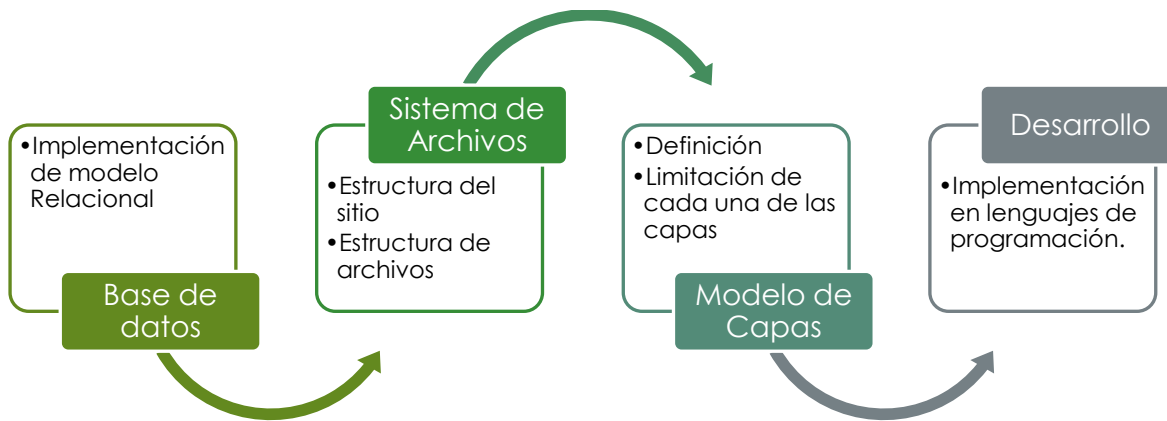 •Implementación
de modelo
Relacional
Base de
datos
Sistema de
Archivos
•Estructura del
sitio
•Estructura de
archivos
•Definición
•Limitación de
cada una de las
capas
Modelo de
Capas
Desarrollo
•Implementación
en lenguajes de
programación.